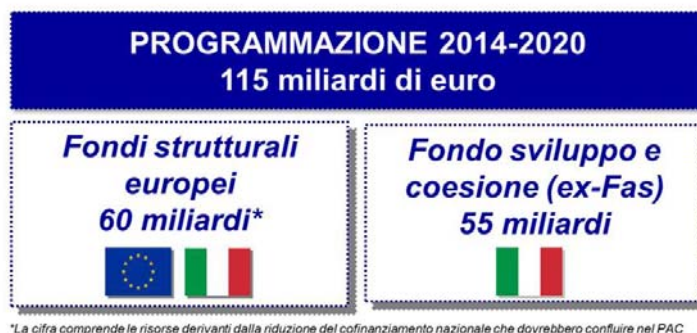 PROGRAMMAZIONE 2014-2020
115 miliardi di euro
Fondi strutturali
europei
60 miliardi*
Fondo sviluppo e
coesione (ex-Fas)
55 miliardi
*La cifra comprende le risorse derivanti dalla riduzione del cofinanziamento nazionale che dovrebbero confluire nel PAC